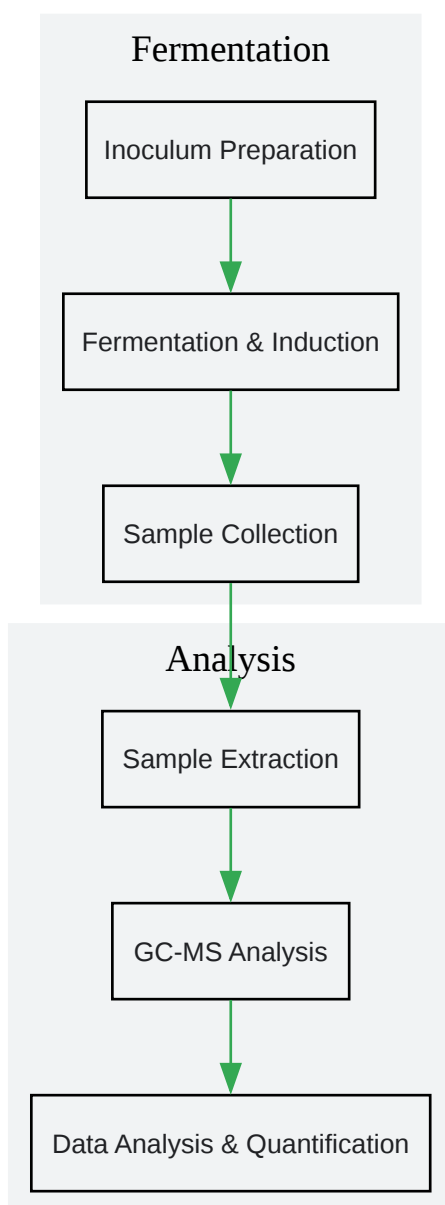 Fermentation
Inoculum Preparation
Fermentation & Induction
Sample Collection
Analysis
Sample Extraction
GC-MS Analysis
Data Analysis & Quantification